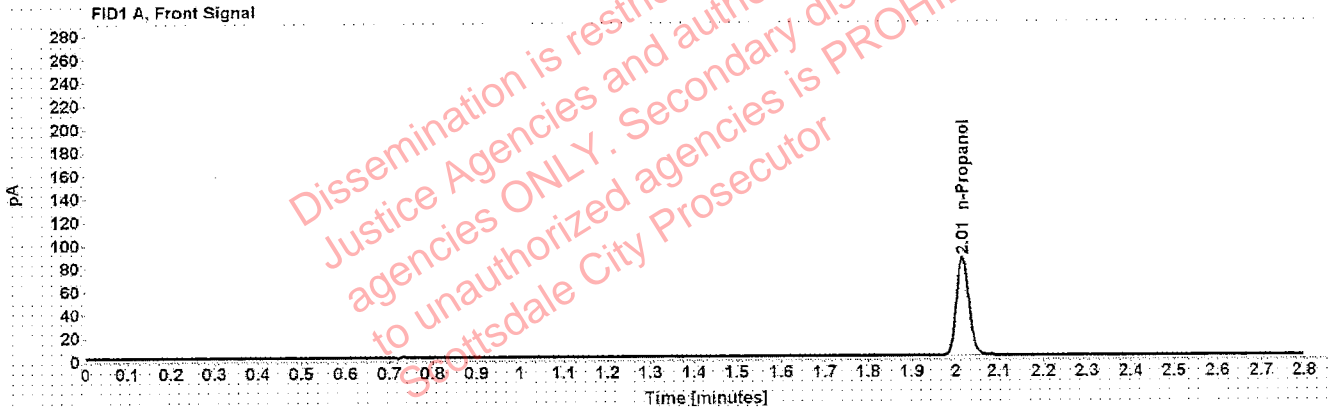 FID1 A, Front Signal
280
260
240
220
200
180
160
140
120
100
80
60
40
20
0
pA
2.01 n-Propanol
0 0.1 0.2 0.3 0.4 0.5 0.6 0.7 0.8 0.9 1 1.1 1.2 1.3 1.4 1.5 1.6 1.7 1.8 1.9 2 2.1 2.2 2.3 2.4 2.5 2.6 2.7 2.8
Time [minutes]
Dissemination is
Justice Agencies and
agencies ONLY. Secondary
to unauthorized agencies is
Scottsdale City Prosecutor